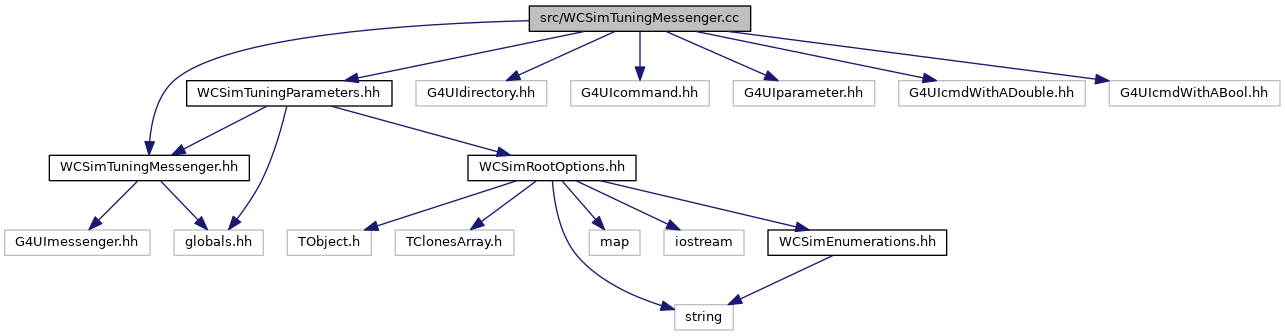 src/WCSimTuningMessenger.cc
WCSimTuningParameters.hh
G4UIdirectory.hh
G4UIcommand.hh
G4UIparameter.hh
G4UIcmdWithADouble.hh
G4UIcmdWithABool.hh
WCSimTuningMessenger.hh
WCSimRootOptions.hh
G4UImessenger.hh
globals.hh
TObject.h
TClonesArray.h
map
iostream
WCSimEnumerations.hh
string